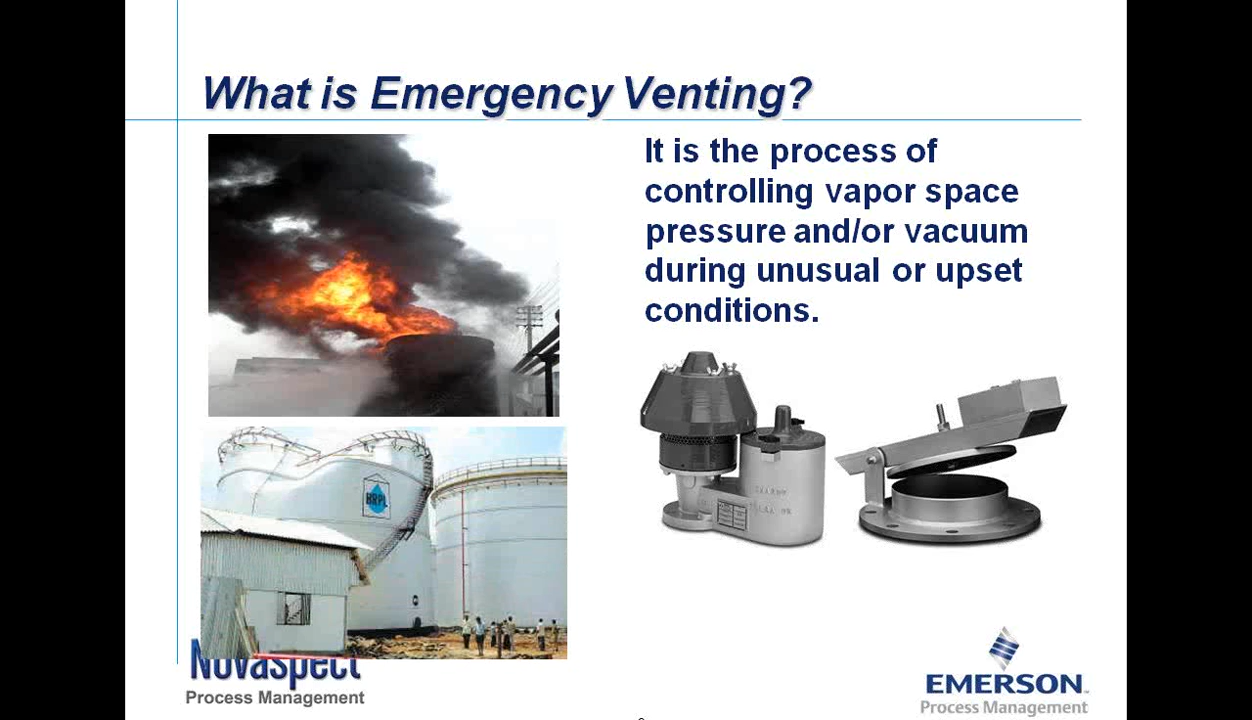 What is Emergency Venting?
It is the process of
controlling vapor space
pressure and/or vacuum
during unusual or upset
conditions.
BRPL
Novaspect
Process Management
EMERSON
Process Management